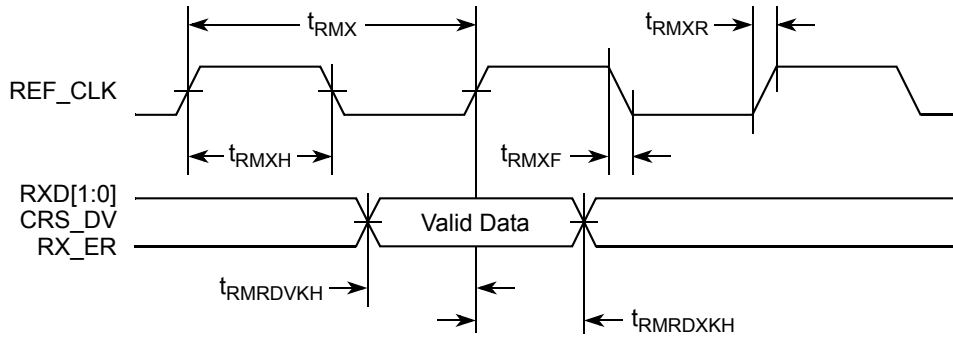 tRMX
tRMXR
REF_CLK
tRMXH
tRMXF
RXD[1:0]
CRS_DV
RX_ER
Valid Data
tRMRDVKH
tRMRDXKH